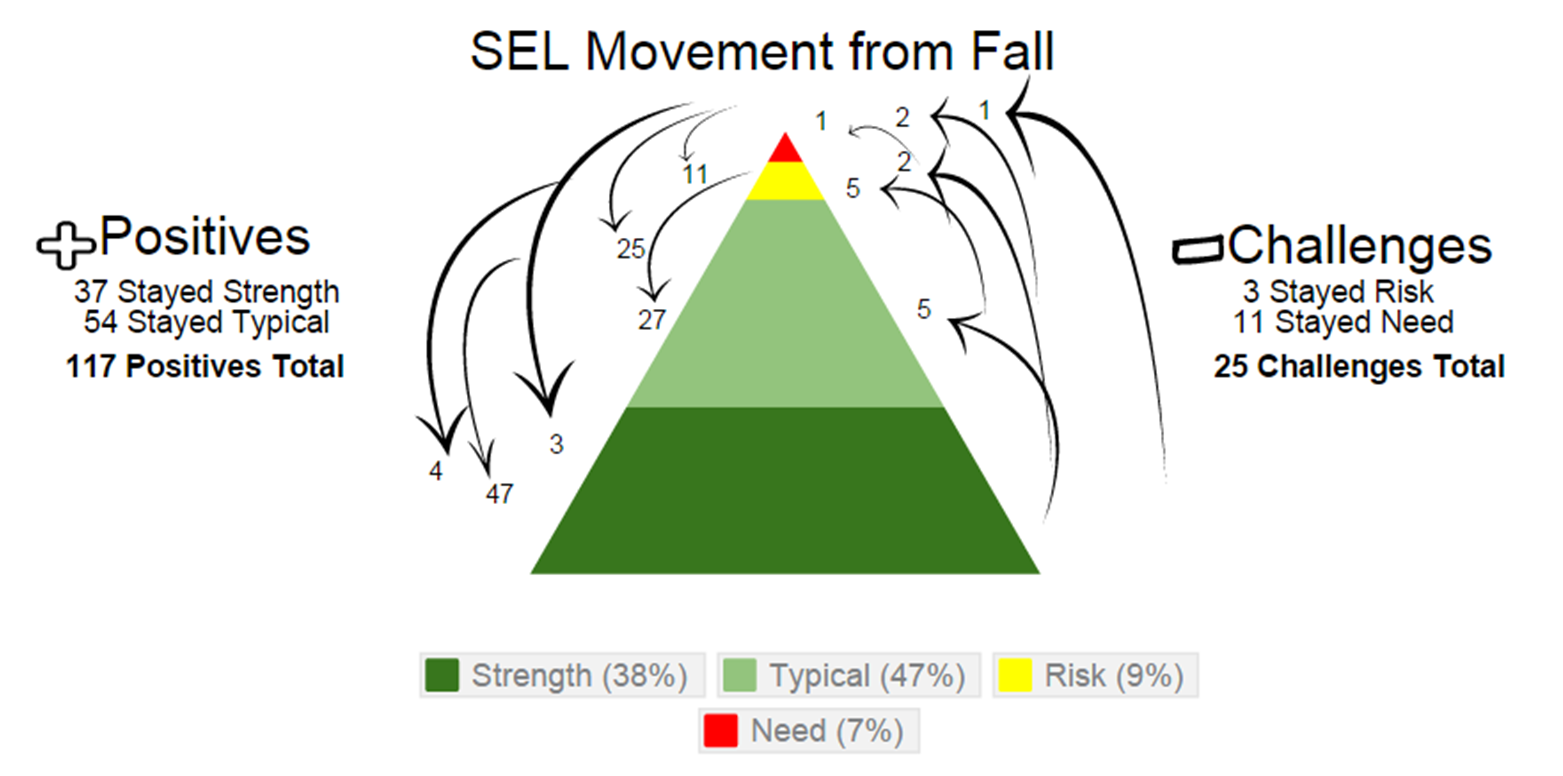 SEL Movement from Fall
1
2
1
2
5
5
11
25
27
3
4
47
Positives
37 Stayed Strength
54 Stayed Typical
117 Positives Total
Challenges
3 Stayed Risk
11 Stayed Need
25 Challenges Total
Strength (38%)
Typical (47%)
Risk (9%)
Need (7%)